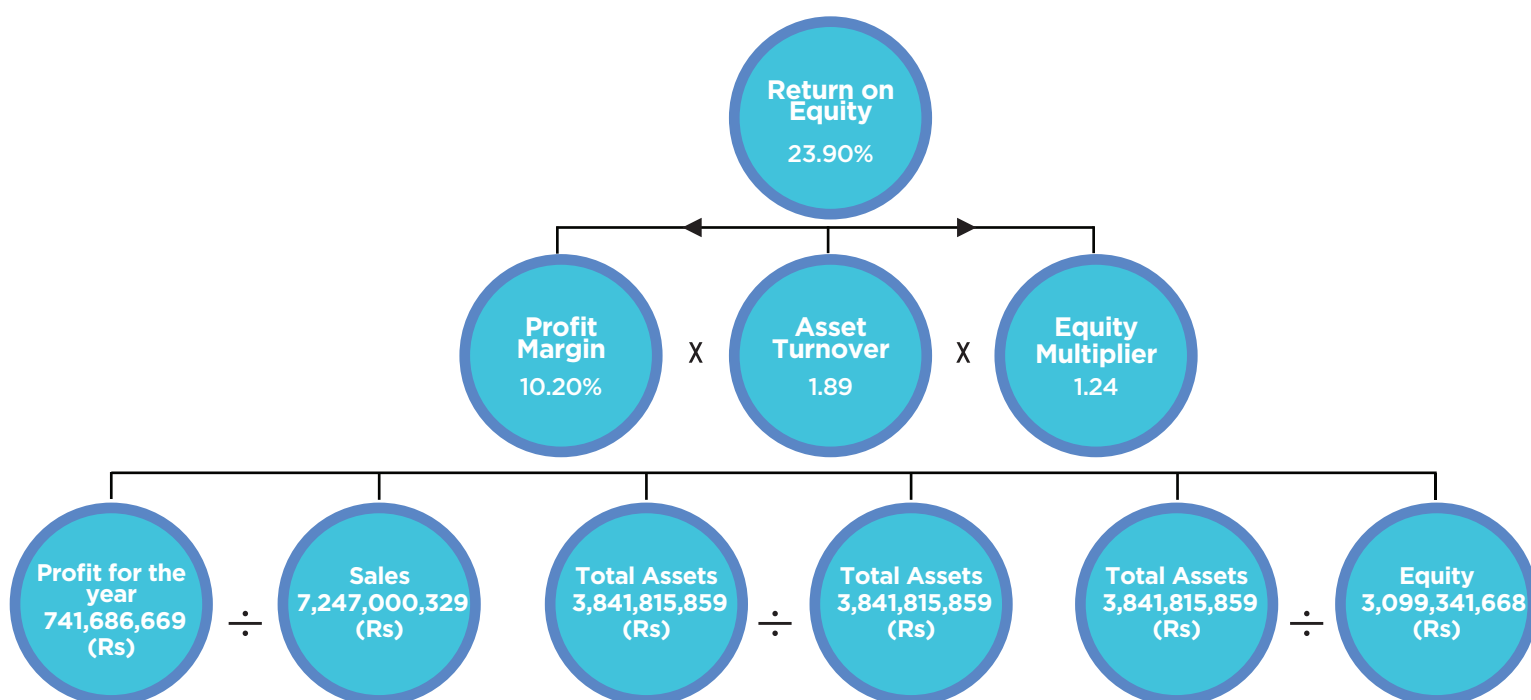 Return on
Equity
23.90%
Profit
Margin
10.20%
X
Asset
Turnover
1.89
X
Equity
Multiplier
1.24
Profit for the
year
741,686,669
(Rs)
÷
Sales
7,247,000,329
(Rs)
Total Assets
3,841,815,859
(Rs)
÷
Total Assets
3,841,815,859
(Rs)
Total Assets
3,841,815,859
(Rs)
÷
Equity
3,099,341,668
(Rs)